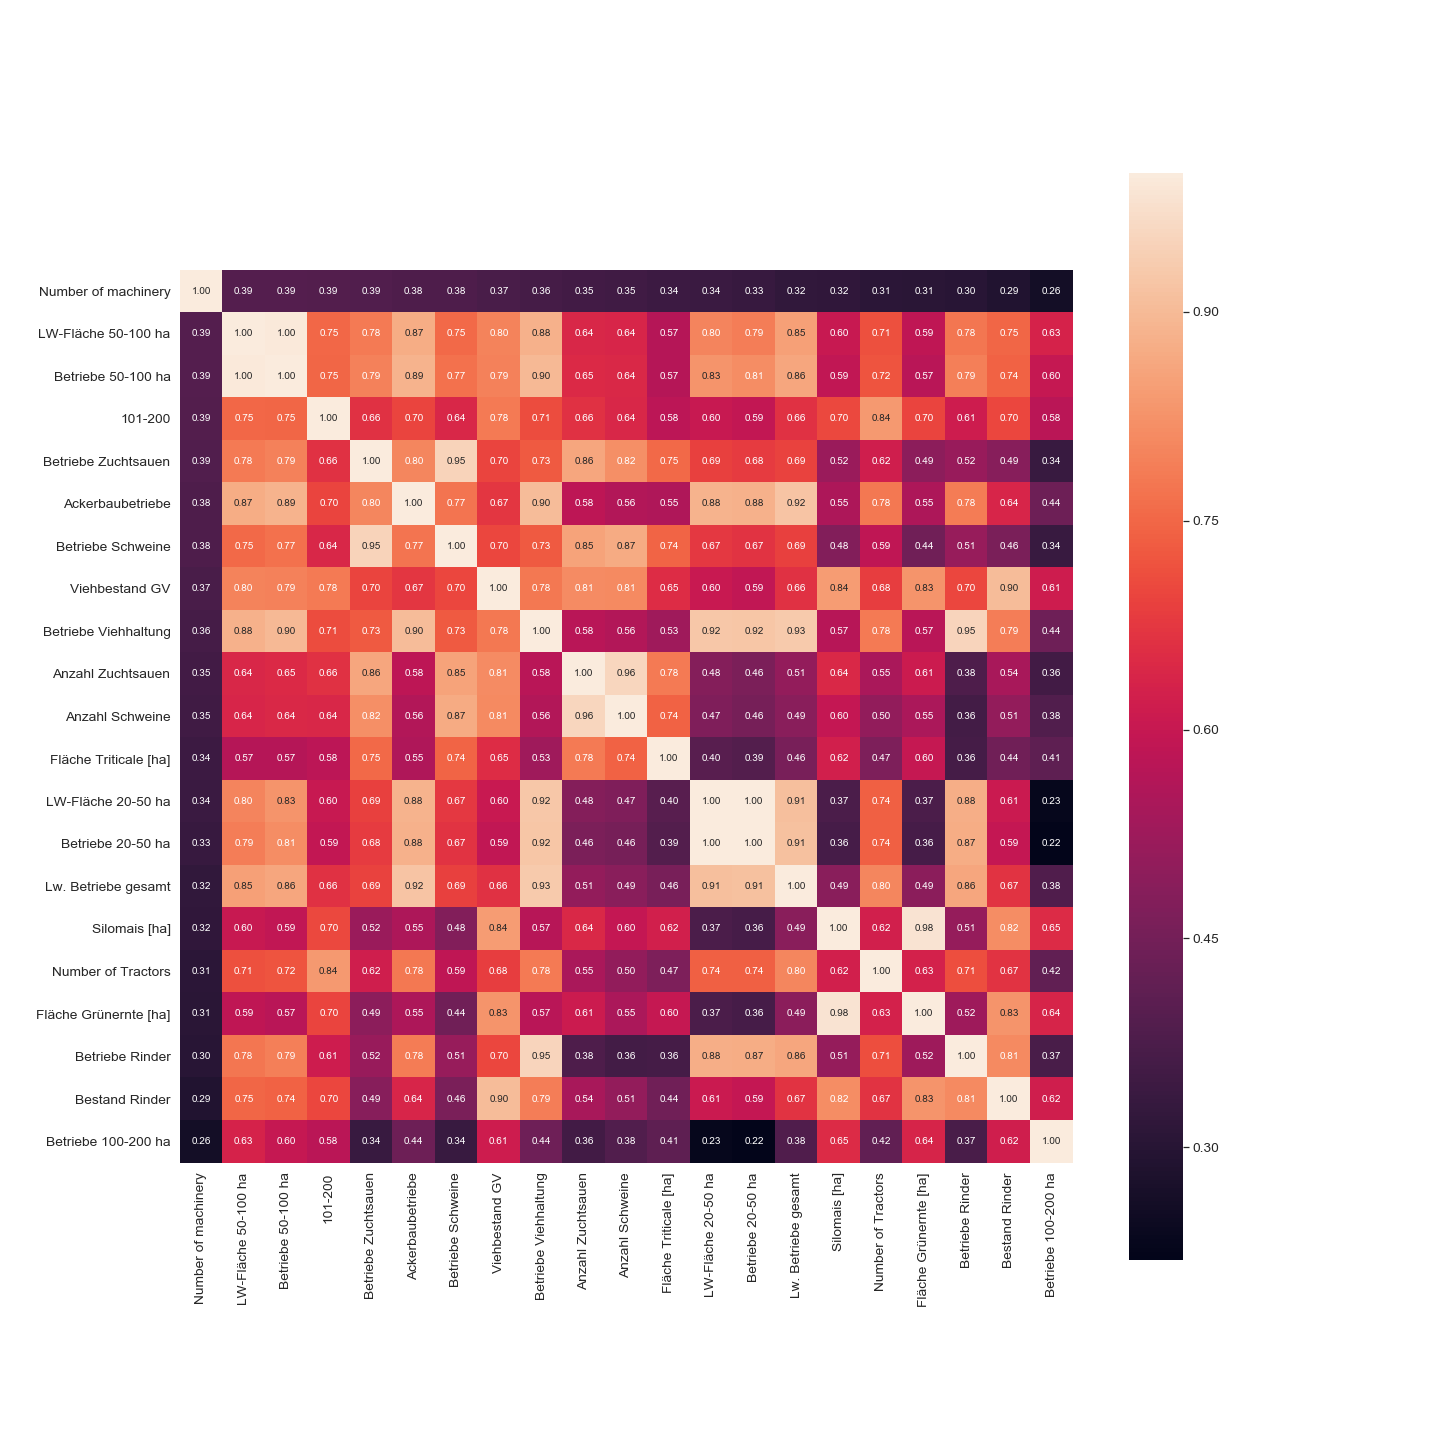 Number of machinery 1.00 0.39 0.39 0.39 0.39 0.38 0.38 0.37 0.36 0.35 0.35 0.34 0.34 0.33 0.32 0.32 0.31 0.31 0.30 0.29 0.26
0.90
LW-Fläche 50-100 ha 0.39 1.00 1.00 0.75 0.78 0.87 0.75 0.80 0.88 0.64 0.64 0.57 0.80 0.79 0.85 0.60 0.71 0.59 0.78 0.75 0.63
Betriebe 50-100 ha 0.39 1.00 1.00 0.75 0.79 0.89 0.77 0.79 0.90 0.65 0.64 0.57 0.83 0.81 0.86 0.59 0.72 0.57 0.79 0.74 0.60
101-200 0.39 0.75 0.75 1.00 0.66 0.70 0.64 0.78 0.71 0.66 0.64 0.58 0.60 0.59 0.66 0.70 0.84 0.70 0.61 0.70 0.58
Betriebe Zuchtsauen 0.39 0.78 0.79 0.66 1.00 0.80 0.95 0.70 0.73 0.86 0.82 0.75 0.69 0.68 0.69 0.52 0.62 0.49 0.52 0.49 0.34
Ackerbaubetriebe 0.38 0.87 0.89 0.70 0.80 1.00 0.77 0.67 0.90 0.58 0.56 0.55 0.88 0.88 0.92 0.55 0.78 0.55 0.78 0.64 0.44
0.75
Betriebe Schweine 0.38 0.75 0.77 0.64 0.95 0.77 1.00 0.70 0.73 0.85 0.87 0.74 0.67 0.67 0.69 0.48 0.59 0.44 0.51 0.46 0.34
Viehbestand GV 0.37 0.80 0.79 0.78 0.70 0.67 0.70 1.00 0.78 0.81 0.81 0.65 0.60 0.59 0.66 0.84 0.68 0.83 0.70 0.90 0.61
Betriebe Viehhaltung 0.36 0.88 0.90 0.71 0.73 0.90 0.73 0.78 1.00 0.58 0.56 0.53 0.92 0.92 0.93 0.57 0.78 0.57 0.95 0.79 0.44
Anzahl Zuchtsauen 0.35 0.64 0.65 0.66 0.86 0.58 0.85 0.81 0.58 1.00 0.96 0.78 0.48 0.46 0.51 0.64 0.55 0.61 0.38 0.54 0.36
Anzahl Schweine 0.35 0.64 0.64 0.64 0.82 0.56 0.87 0.81 0.56 0.96 1.00 0.74 0.47 0.46 0.49 0.60 0.50 0.55 0.36 0.51 0.38
0.60
Fläche Triticale [ha] 0.34 0.57 0.57 0.58 0.75 0.55 0.74 0.65 0.53 0.78 0.74 1.00 0.40 0.39 0.46 0.62 0.47 0.60 0.36 0.44 0.41
LW-Fläche 20-50 ha 0.34 0.80 0.83 0.60 0.69 0.88 0.67 0.60 0.92 0.48 0.47 0.40 1.00 1.00 0.91 0.37 0.74 0.37 0.88 0.61 0.23
Betriebe 20-50 ha 0.33 0.79 0.81 0.59 0.68 0.88 0.67 0.59 0.92 0.46 0.46 0.39 1.00 1.00 0.91 0.36 0.74 0.36 0.87 0.59 0.22
Lw. Betriebe gesamt 0.32 0.85 0.86 0.66 0.69 0.92 0.69 0.66 0.93 0.51 0.49 0.46 0.91 0.91 1.00 0.49 0.80 0.49 0.86 0.67 0.38
Silomais [ha] 0.32 0.60 0.59 0.70 0.52 0.55 0.48 0.84 0.57 0.64 0.60 0.62 0.37 0.36 0.49 1.00 0.62 0.98 0.51 0.82 0.65
0.45
Number of Tractors 0.31 0.71 0.72 0.84 0.62 0.78 0.59 0.68 0.78 0.55 0.50 0.47 0.74 0.74 0.80 0.62 1.00 0.63 0.71 0.67 0.42
Fläche Grünernte [ha] 0.31 0.59 0.57 0.70 0.49 0.55 0.44 0.83 0.57 0.61 0.55 0.60 0.37 0.36 0.49 0.98 0.63 1.00 0.52 0.83 0.64
Betriebe Rinder 0.30 0.78 0.79 0.61 0.52 0.78 0.51 0.70 0.95 0.38 0.36 0.36 0.88 0.87 0.86 0.51 0.71 0.52 1.00 0.81 0.37
Bestand Rinder 0.29 0.75 0.74 0.70 0.49 0.64 0.46 0.90 0.79 0.54 0.51 0.44 0.61 0.59 0.67 0.82 0.67 0.83 0.81 1.00 0.62
Betriebe 100-200 ha 0.26 0.63 0.60 0.58 0.34 0.44 0.34 0.61 0.44 0.36 0.38 0.41 0.23 0.22 0.38 0.65 0.42 0.64 0.37 0.62 1.00
0.30
Number of machinery
LW-Fläche 50-100 ha
Betriebe 50-100 ha
101-200
Betriebe Zuchtsauen
Ackerbaubetriebe
Betriebe Schweine
Viehbestand GV
Betriebe Viehhaltung
Anzahl Zuchtsauen
Anzahl Schweine
Fläche Triticale [ha]
LW-Fläche 20-50 ha
Betriebe 20-50 ha
Lw. Betriebe gesamt
Silomais [ha]
Number of Tractors
Fläche Grünernte [ha]
Betriebe Rinder
Bestand Rinder
Betriebe 100-200 ha